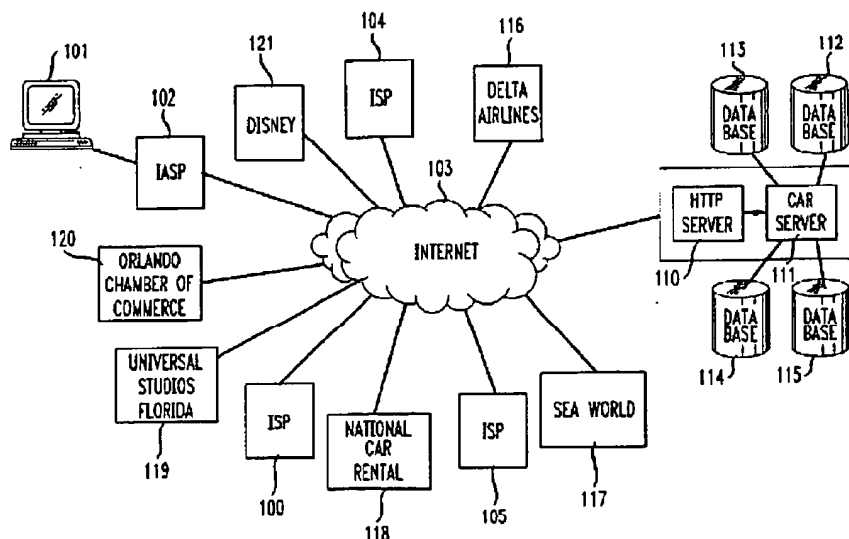 101
102
IASP
121
DISNEY
104
ISP
116
DELTA
AIRLINES
113
DATA
BASE
112
DATA
BASE
103
INTERNET
HTTP
SERVER
110
CAR
SERVER
111
120
ORLANDO
CHAMBER OF
COMMERCE
UNIVERSAL
STUDIOS
FLORIDA
119
ISP
100
NATIONAL
CAR
RENTAL
118
ISP
105
SEA WORLD
117
DATA
BASE
114
DATA
BASE
115